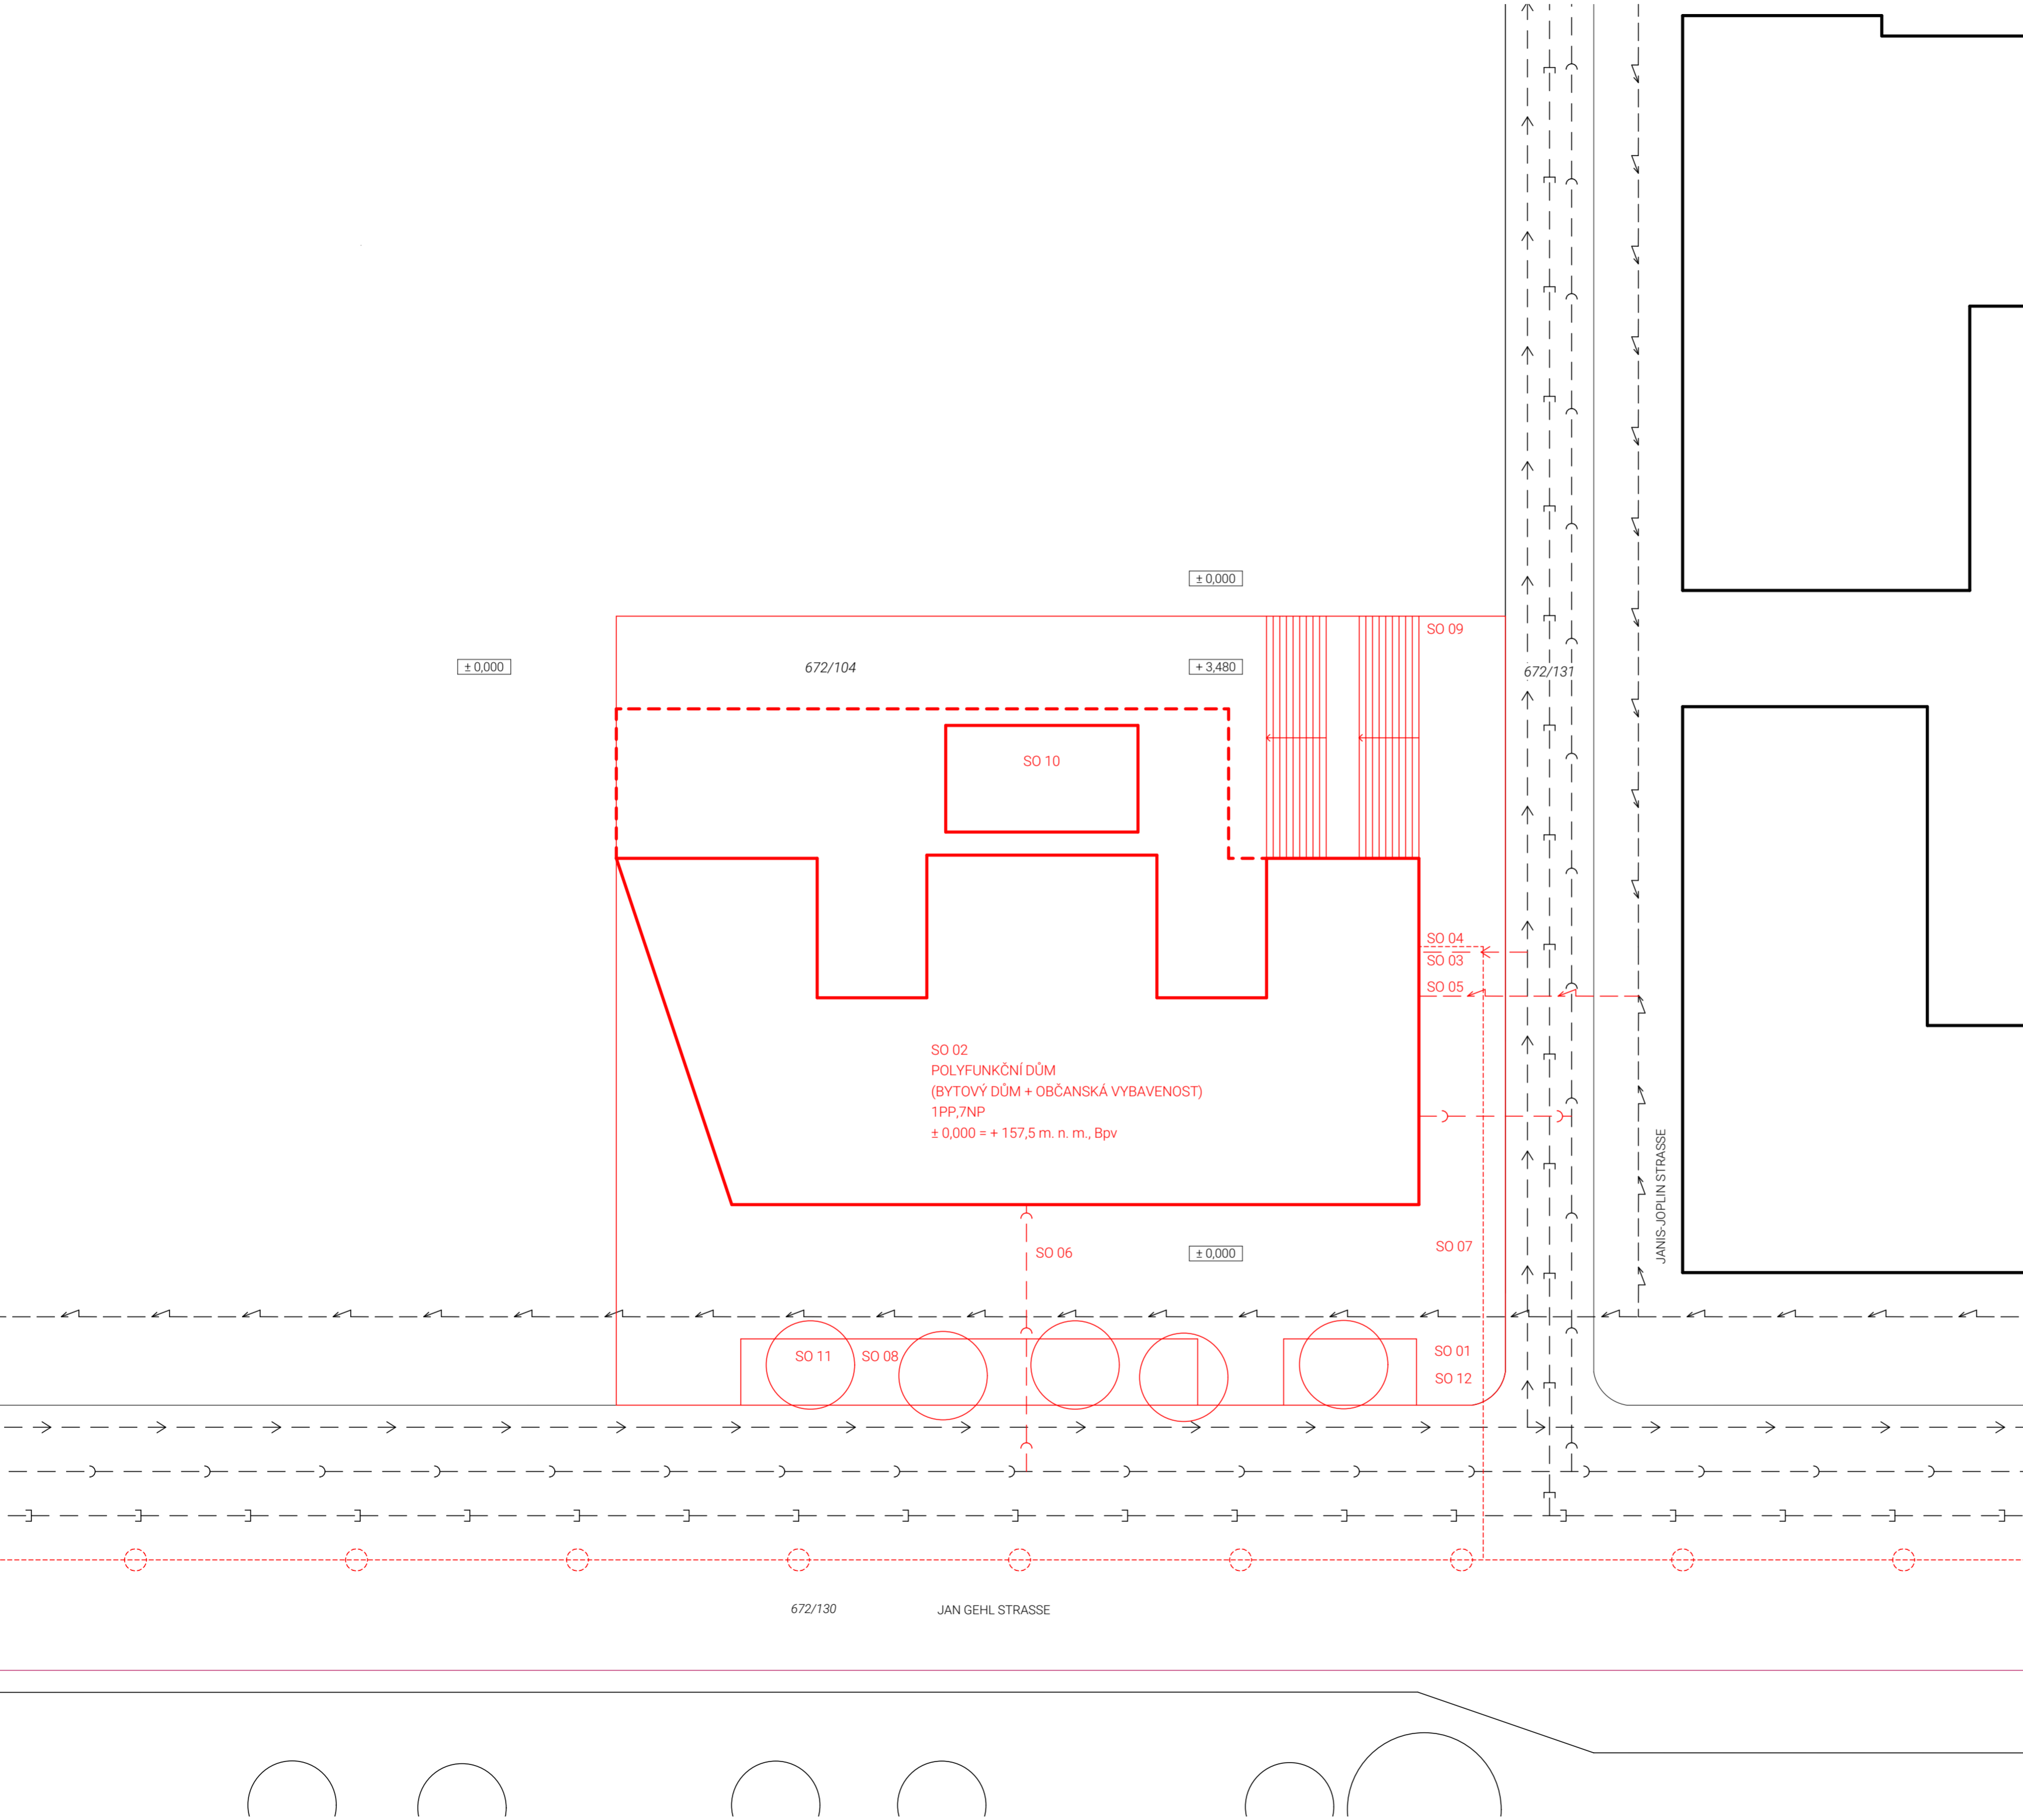 ± 0,000
SO 09
± 0,000
672/104
+ 3,480
672/131
SO 10
SO 04
SO 03
SO 05
SO 02
POLYFUNKČNÍ DŮM
(BYTOVÝ DŮM + OBČANSKÁ VYBAVENOST)
1PP,7NP
± 0,000 = + 157,5 m. n. m., Bpv
JANIS-JOPLIN STRASSE
SO 06
± 0,000
SO 07
SO 11
SO 08
SO 01
SO 12
672/130
JAN GEHL STRASSE